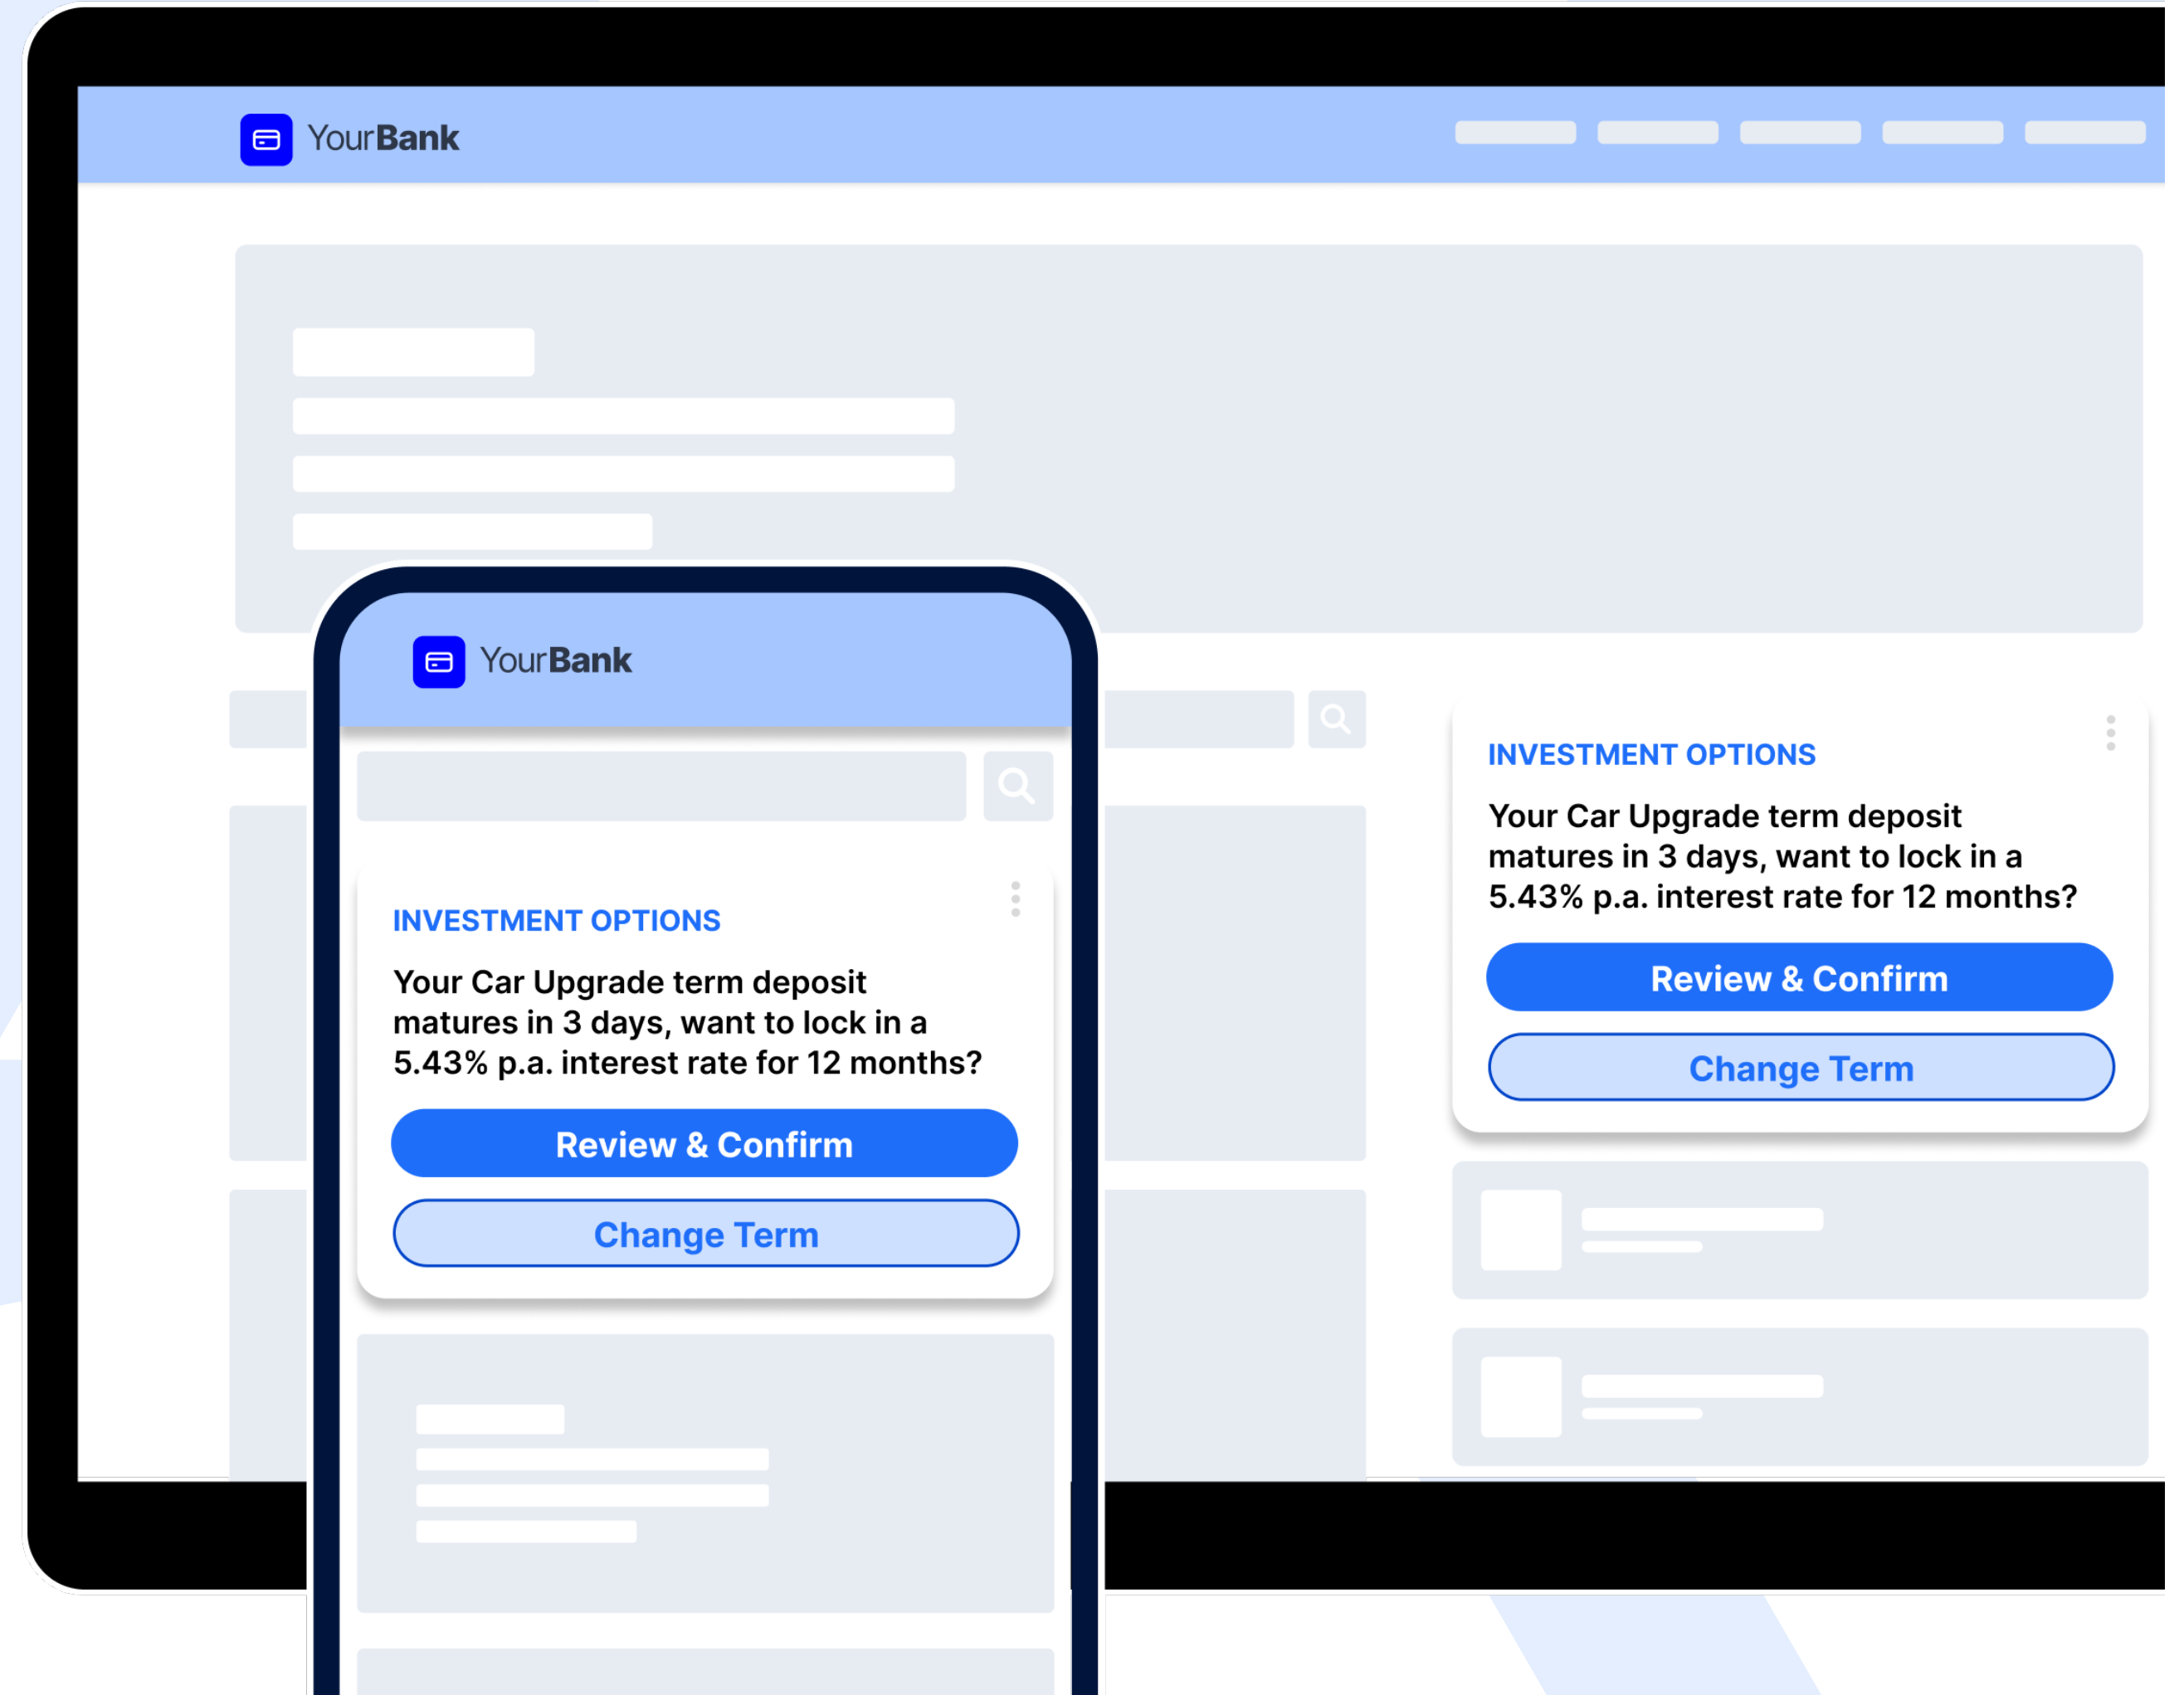 YourBank
YourBank
INVESTMENT OPTIONS
Your Car Upgrade term deposit
matures in 3 days, want to lock in a
5.43% p.a. interest rate for 12 months?
Review & Confirm
Change Term
INVESTMENT OPTIONS
Your Car Upgrade term deposit
matures in 3 days, want to lock in a
5.43% p.a. interest rate for 12 months?
Review & Confirm
Change Term